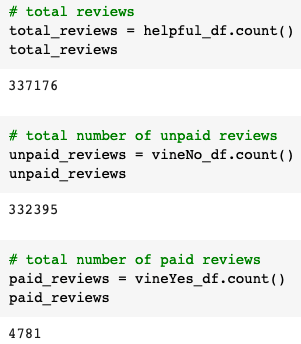 # total reviews
total_reviews = helpful_df.count()
total_reviews
337176
# total number of unpaid reviews
unpaid_reviews = vineNo_df.count()
unpaid_reviews
332395
# total number of paid reviews
paid_reviews = vineYes_df.count()
paid_reviews
4781